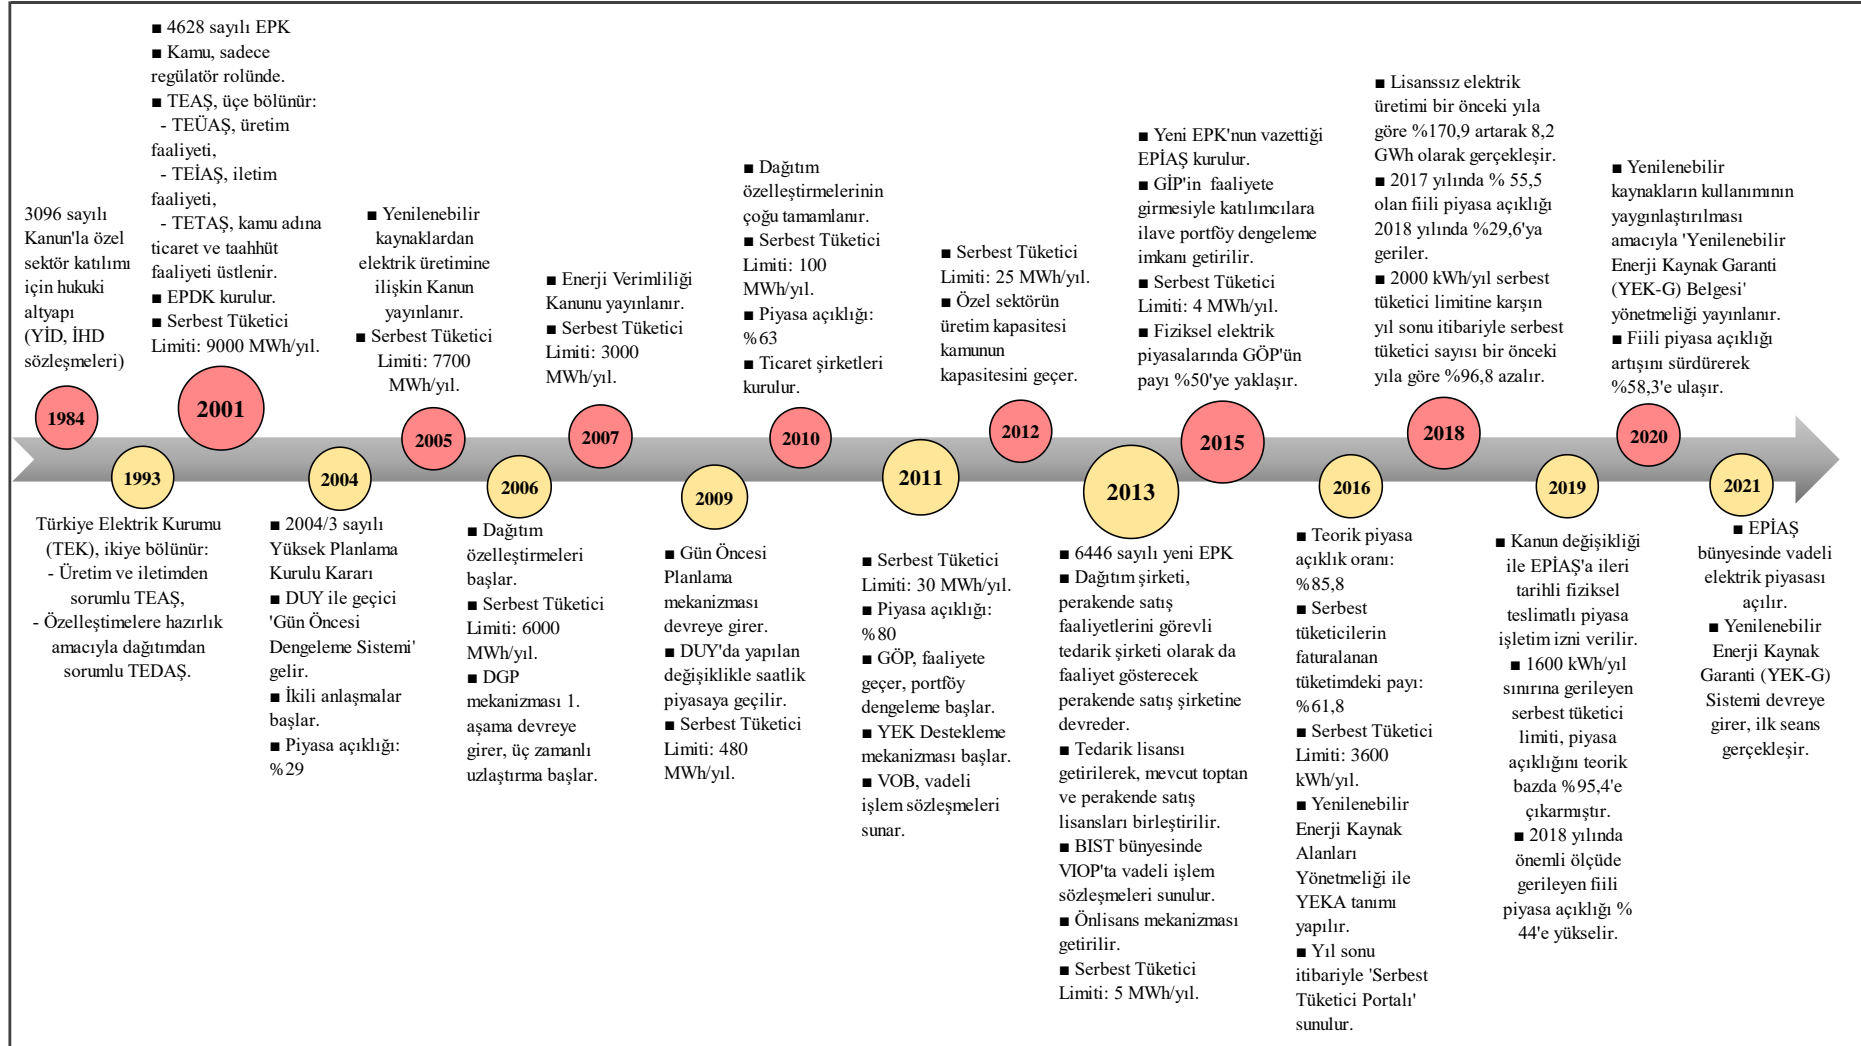 3096 sayılı
Kanun'la özel
sektör katılımı
için hukuki
altyapı
(YİD, İHD
sözleşmeleri)
1984
1993
Türkiye Elektrik Kurumu
(TEK), ikiye bölünür:
- Üretim ve iletimden
sorumlu TEAŞ,
- Özelleştimelere hazırlık
amacıyla dağıtımdan
sorumlu TEDAŞ.
■ 4628 sayılı EPK
■ Kamu, sadece
regülatör rolünde.
■ TEAŞ, üçe bölünür:
- TEÜAŞ, üretim
faaliyeti,
- TEİAŞ, iletim
faaliyeti,
- TETAŞ, kamu adına
ticaret ve taahhüt
faaliyeti üstlenir.
■ EPDK kurulur.
■ Serbest Tüketici
Limiti: 9000 MWh/yıl.
2001
2004
■ 2004/3 sayılı
Yüksek Planlama
Kurulu Kararı
■ DUY ile geçici
'Gün Öncesi
Dengeleme Sistemi'
gelir.
■ İkili anlaşmalar
başlar.
■ Piyasa açıklığı:
%29
■ Yenilenebilir
kaynaklardan
elektrik üretimine
ilişkin Kanun
yayınlanır.
■ Serbest Tüketici
Limiti: 7700
MWh/yıl.
2005
2006
■ Dağıtım
özelleştirmeleri
başlar.
■ Serbest Tüketici
Limiti: 6000
MWh/yıl.
■ DGP
mekanizması 1.
aşama devreye
girer, üç zamanlı
uzlaştırma başlar.
■ Enerji Verimliliği
Kanunu yayınlanır.
■ Serbest Tüketici
Limiti: 3000
MWh/yıl.
2007
2009
■ Gün Öncesi
Planlama
mekanizması
devreye girer.
■ DUY'da yapılan
değişiklikle saatlik
piyasaya geçilir.
■ Serbest Tüketici
Limiti: 480
MWh/yıl.
■ Dağıtım
özelleştirmelerinin
çoğu tamamlanır.
■ Serbest Tüketici
Limiti: 100
MWh/yıl.
■ Piyasa açıklığı:
%63
■ Ticaret şirketleri
kurulur.
2010
2011
■ Serbest Tüketici
Limiti: 30 MWh/yıl.
■ Piyasa açıklığı:
%80
■ GÖP, faaliyete
geçer, portföy
dengeleme başlar.
■ YEK Destekleme
mekanizması başlar.
■ VOB, vadeli
işlem sözleşmeleri
sunar.
■ Serbest Tüketici
Limiti: 25 MWh/yıl.
■ Özel sektörün
üretim kapasitesi
kamunun
kapasitesini geçer.
2012
2013
■ 6446 sayılı yeni EPK
■ Dağıtım şirketi,
perakende satış
faaliyetlerini görevli
tedarik şirketi olarak da
faaliyet gösterecek
perakende satış şirketine
devreder.
■ Tedarik lisansı
getirilerek, mevcut toptan
ve perakende satış
lisansları birleştirilir.
■ BIST bünyesinde
VIOP'ta vadeli işlem
sözleşmeleri sunulur.
■ Önlisans mekanizması
getirilir.
■ Serbest Tüketici
Limiti: 5 MWh/yıl.
■ Yeni EPK'nun vazettiği
EPİAŞ kurulur.
■ GİP'in faaliyete
girmesiyle katılımcılara
ilave portföy dengeleme
imkanı getirilir.
■ Serbest Tüketici
Limiti: 4 MWh/yıl.
■ Fiziksel elektrik
piyasalarında GÖP'ün
payı %50'ye yaklaşır.
2015
2016
■ Teorik piyasa
açıklık oranı:
%85,8
■ Serbest
tüketicilerin
faturalanan
tüketimdeki payı:
%61,8
■ Serbest Tüketici
Limiti: 3600
kWh/yıl.
■ Yenilenebilir
Enerji Kaynak
Alanları
Yönetmeliği ile
YEKA tanımı
yapılır.
■ Yıl sonu
itibariyle 'Serbest
Tüketici Portalı'
sunulur.
■ Lisanssız elektrik
üretimi bir önceki yıla
göre %170,9 artarak 8,2
GWh olarak gerçekleşir.
■ 2017 yılında % 55,5
olan fiili piyasa açıklığı
2018 yılında %29,6'ya
geriler.
■ 2000 kWh/yıl serbest
tüketici limitine karşın
yıl sonu itibariyle serbest
tüketici sayısı bir önceki
yıla göre %96,8 azalır.
2018
2019
■ Kanun değişikliği
ile EPİAŞ'a ileri
tarihli fiziksel
teslimatlı piyasa
işletim izni verilir.
■ 1600 kWh/yıl
sınırına gerileyen
serbest tüketici
limiti, piyasa
açıklığını teorik
bazda %95,4'e
çıkarmıştır.
■ 2018 yılında
önemli ölçüde
gerileyen fiili
piyasa açıklığı %
44'e yükselir.
■ Yenilenebilir
kaynakların kullanımının
yaygınlaştırılması
amacıyla 'Yenilenebilir
Enerji Kaynak Garanti
(YEK-G) Belgesi'
yönetmeliği yayınlanır.
■ Fiili piyasa açıklığı
artışını sürdürerek
%58,3'e ulaşır.
2020
2021
■ EPİAŞ
bünyesinde vadeli
elektrik piyasası
açılır.
■ Yenilenebilir
Enerji Kaynak
Garanti (YEK-G)
Sistemi devreye
girer, ilk seans
gerçekleşir.